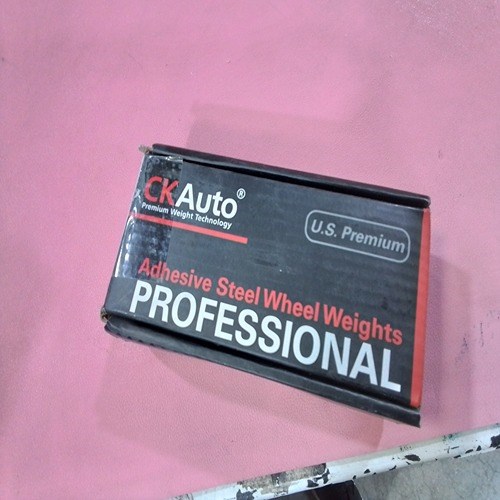 CKAuto®
Premium Weight Technology
U.S. Premium
Adhesive Steel Wheel Weights
PROFESSIONAL